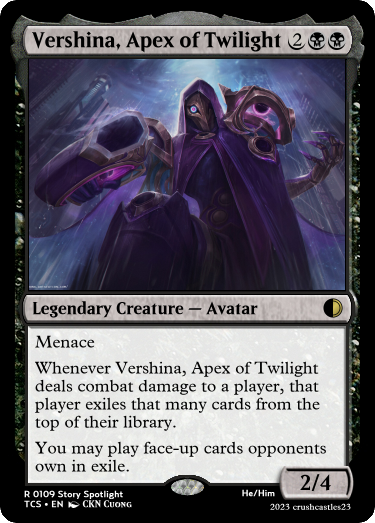 Vershina, Apex of Twilight 2
Legendary Creature — Avatar
Menace
Whenever Vershina, Apex of Twilight
deals combat damage to a player, that
player exiles that many cards from the
top of their library.
You may play face-up cards opponents
own in exile.
2/4
R 0109 Story Spotlight
He/Him
TCS • EN CKN Cuong
2023 crushcastles23